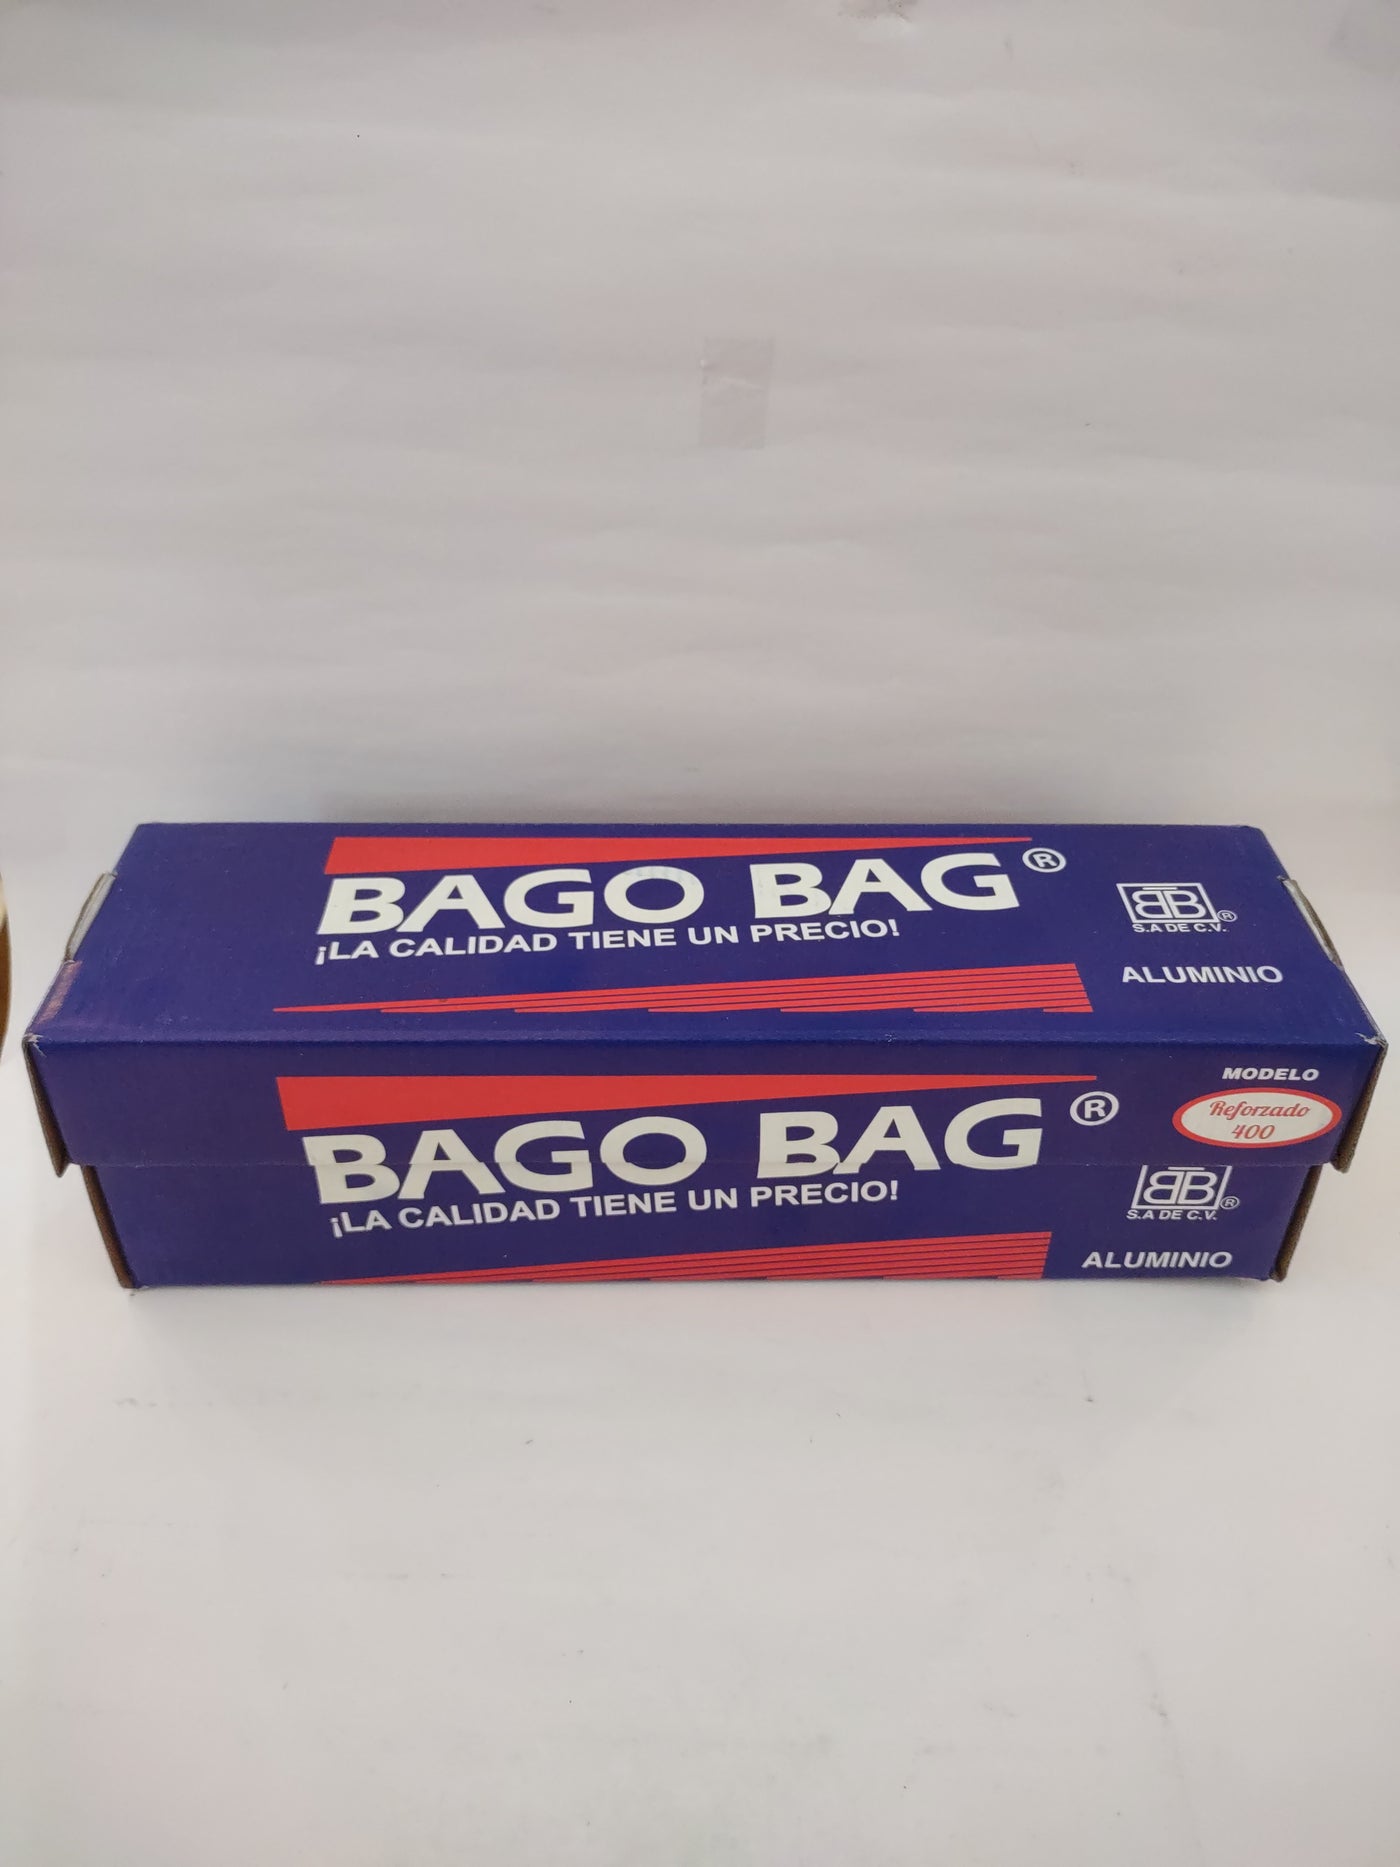 BAGO BAG®
¡LA CALIDAD TIENE UN PRECIO!
BB®
S.A DE C.V.
ALUMINIO
MODELO
Reforzado
400
BAGO BAG®
¡LA CALIDAD TIENE UN PRECIO!
BB®
S.A DE C.V.
ALUMINIO